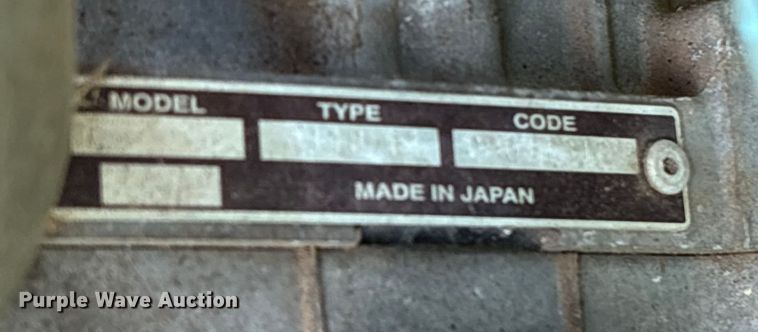 MODEL TYPE CODE
MADE IN JAPAN
Purple Wave Auction